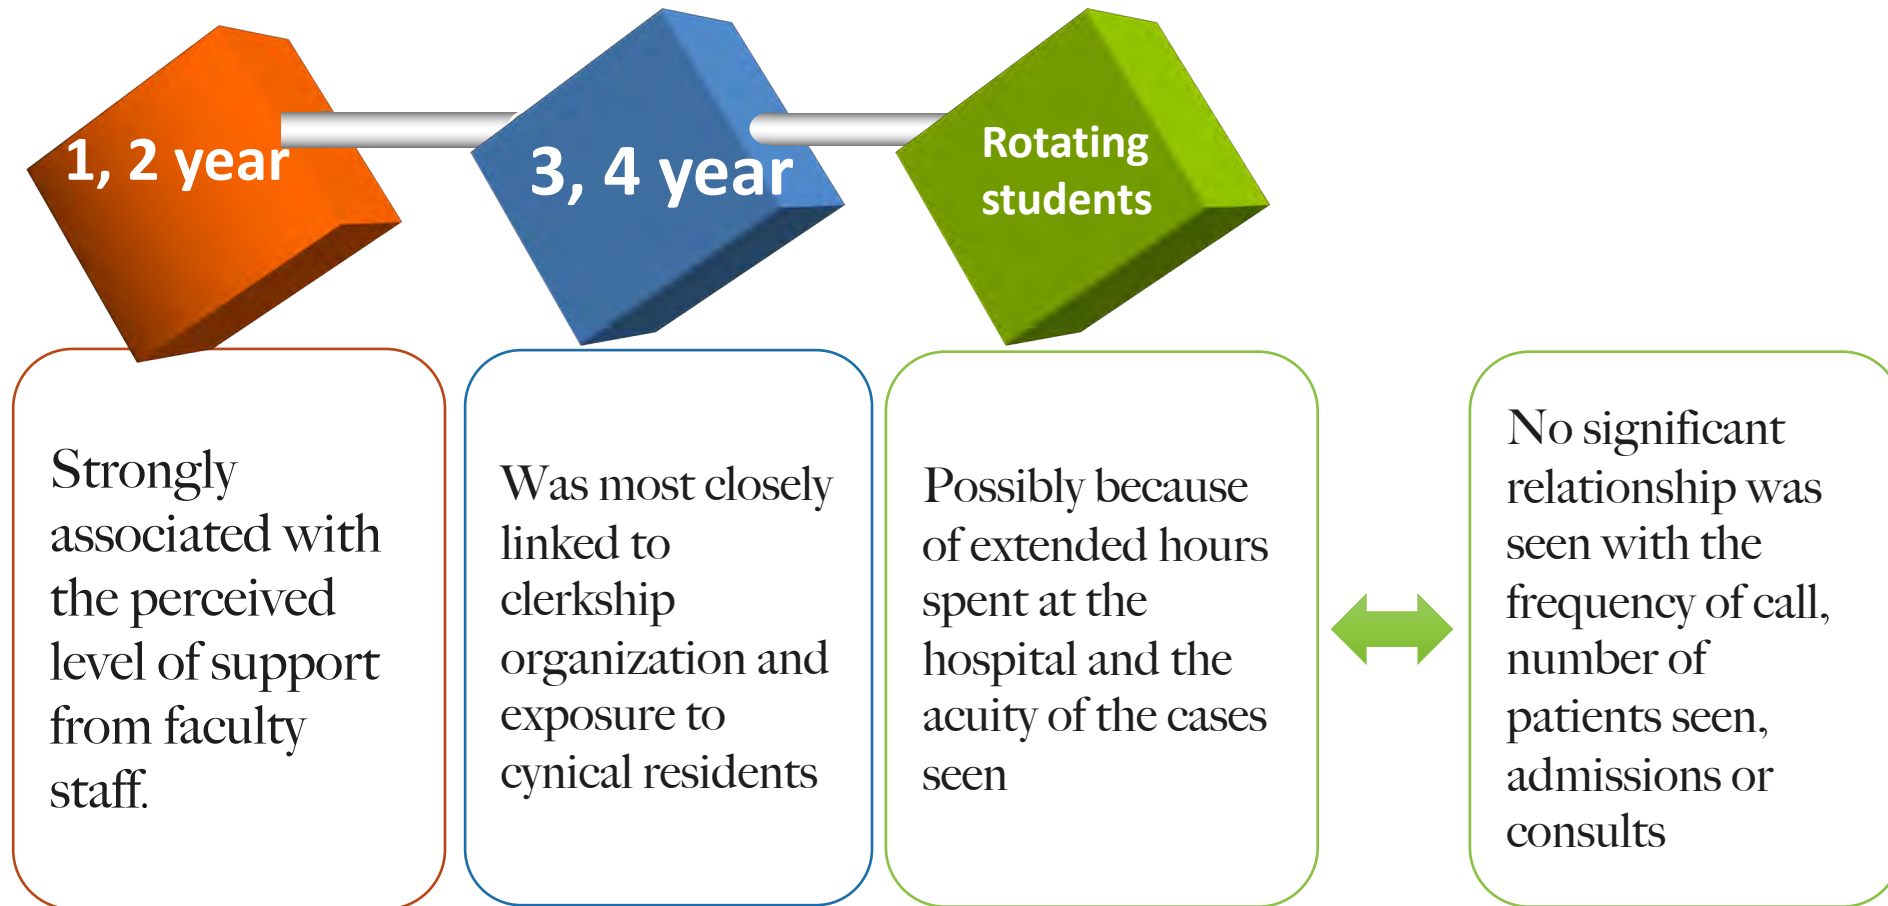 1, 2 year
3, 4 year
Rotating
students
Strongly
associated with
the perceived
level of support
from faculty
staff.
Was most closely
linked to
clerkship
organization and
exposure to
cynical residents
Possibly because
of extended hours
spent at the
hospital and the
acuity of the cases
seen
No significant
relationship was
seen with the
frequency of call,
number of
patients seen,
admissions or
consults